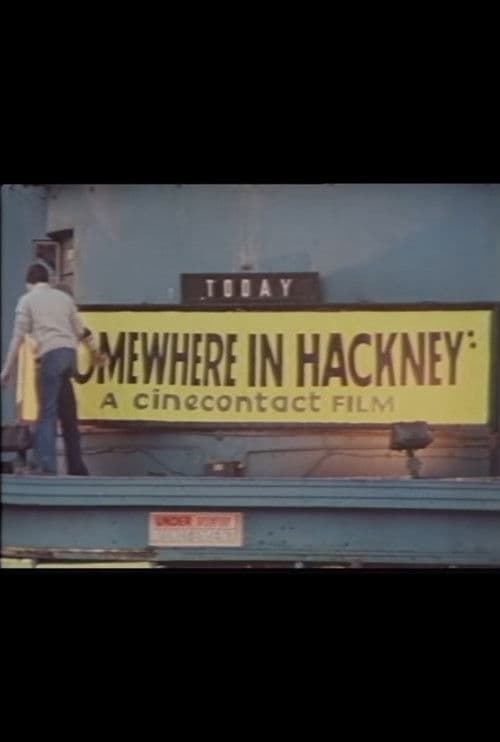 TODAY
OMEWHERE IN HACKNEY:
A cinecontact FILM
UNDER